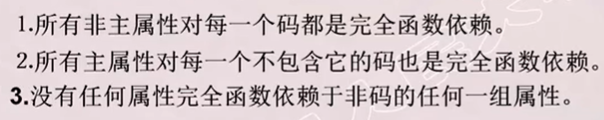 1.所有非主属性对每一个码都是完全函数依赖。
2.所有主属性对每一个不包含它的码也是完全函数依赖。
3.没有任何属性完全函数依赖于非码的任何一组属性。